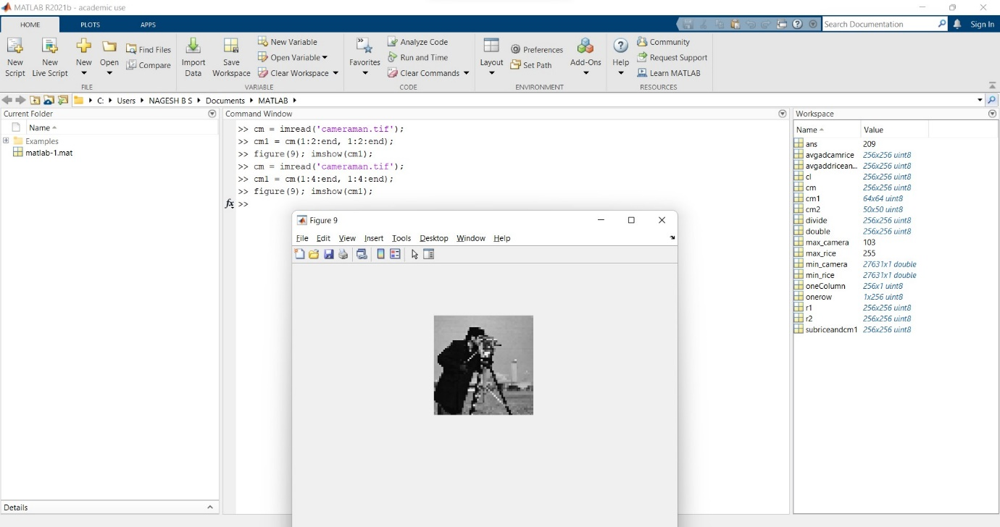 MATLAB R2021b - academic use
HOME PLOTS APPS
Search Documentation Sign In
New Script
New Live Script
New
Open
Find Files
Compare
FILE
Import Data
Save Workspace
New Variable
Open Variable
Clear Workspace
VARIABLE
Favorites
Analyze Code
Run and Time
Clear Commands
CODE
Layout
Preferences
Set Path
Add-Ons
ENVIRONMENT
Help
Community
Request Support
Learn MATLAB
RESOURCES
C: Users NAGESH B S Documents MATLAB
Current Folder
Name
Examples
matlab-1.mat
Details
Command Window
>> cm = imread('cameraman.tif');
>> cm1 = cm(1:2:end, 1:2:end);
>> figure(9); imshow(cm1);
>> cm = imread('cameraman.tif');
>> cm1 = cm(1:4:end, 1:4:end);
>> figure(9); imshow(cm1);
fx >>
Figure 9
File Edit View Insert Tools Desktop Window Help
Workspace
Name Value
ans 209
avgadcamrice 256x256 uint8
avgaddricean... 256x256 uint8
cl 256x256 uint8
cm 256x256 uint8
cm1 64x64 uint8
cm2 50x50 uint8
divide 256x256 uint8
double 256x256 uint8
max_camera 103
max_rice 255
min_camera 27631x1 double
min_rice 27631x1 double
oneColumn 256x1 uint8
onerow 1x256 uint8
r1 256x256 uint8
r2 256x256 uint8
subriceandcm1 256x256 uint8